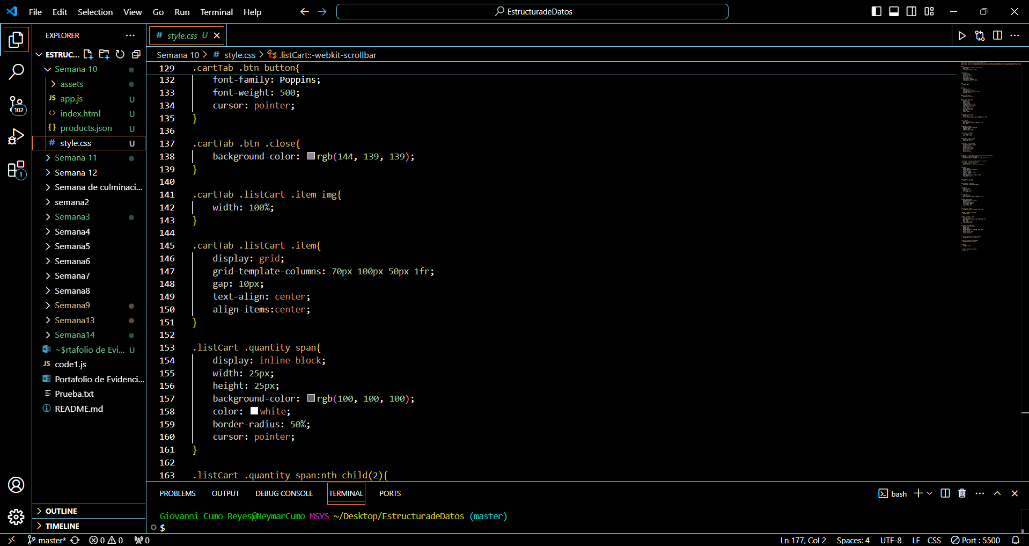 File Edit Selection View Go Run Terminal Help
EstructuradeDatos
EXPLORER
ESTRUC...
Semana 10
assets
JS app.js U
<> index.html U
{} products.json U
# style.css U
Semana 11
Semana 12
Semana de culminaci...
semana2
Semana3
Semana4
Semana5
Semana6
Semana7
Semana8
Semana9
Semana13
Semana14
~$rtafolio de Evi... U
JS code1.js
Portafolio de Evidenci...
Prueba.txt
README.md
OUTLINE
TIMELINE
107
1
# style.css U
Semana 10 > # style.css > .listCart::-webkit-scrollbar
129 .cartTab .btn button{
132 font-family: Poppins;
133 font-weight: 500;
134 cursor: pointer;
135 }
136
137 .cartTab .btn .close{
138 background-color: rgb(144, 139, 139);
139 }
140
141 .cartTab .listCart .item img{
142 width: 100%;
143 }
144
145 .cartTab .listCart .item{
146 display: grid;
147 grid-template-columns: 70px 100px 50px 1fr;
148 gap: 10px;
149 text-align: center;
150 align-items:center;
151 }
152
153 .listCart .quantity span{
154 display: inline-block;
155 width: 25px;
156 height: 25px;
157 background-color: rgb(100, 100, 100);
158 color: white;
159 border-radius: 50%;
160 cursor: pointer;
161 }
162
163 .listCart .quantity span:nth-child(2){
PROBLEMS OUTPUT DEBUG CONSOLE TERMINAL PORTS
bash
Giovanni Cumo Reyes@NeymarCumo MSYS ~/Desktop/EstructuradeDatos (master)
$
master* 0 0 0 Ln 177, Col 2 Spaces: 4 UTF-8 LF CSS Port : 5500